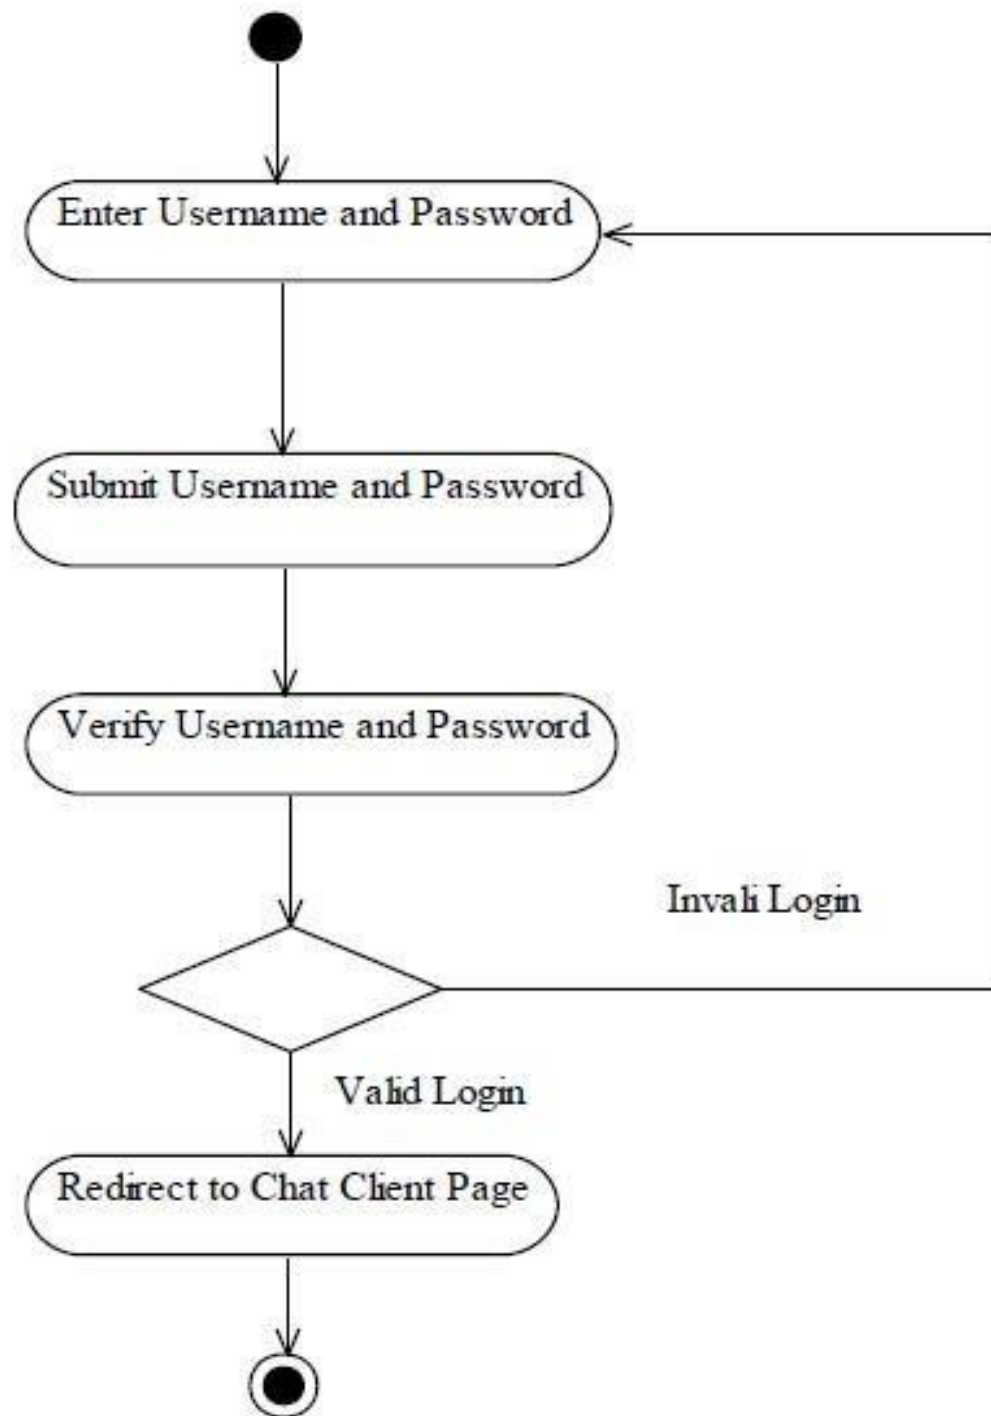 Enter Username and Password
Submit Username and Password
Verify Username and Password
Invali Login
Valid Login
Redirect to Chat Client Page